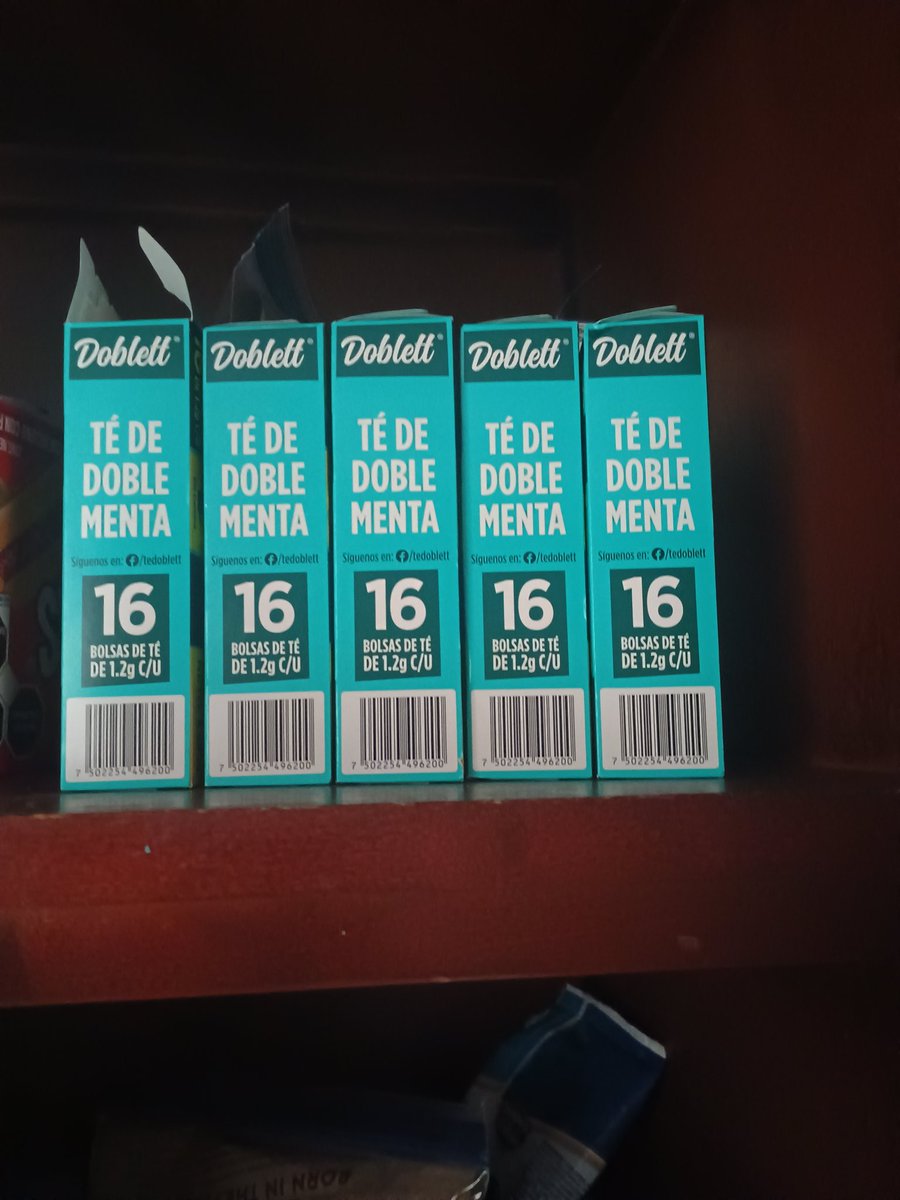 Doblett®
TÉ DE
DOBLE
MENTA
Síguenos en: /tedoblett
16
BOLSAS DE TÉ
DE 1.2g C/U
7 502254 496200
Doblett®
TÉ DE
DOBLE
MENTA
Síguenos en: /tedoblett
16
BOLSAS DE TÉ
DE 1.2g C/U
7 502254 496200
Doblett®
TÉ DE
DOBLE
MENTA
Síguenos en: /tedoblett
16
BOLSAS DE TÉ
DE 1.2g C/U
7 502254 496200
Doblett®
TÉ DE
DOBLE
MENTA
Síguenos en: /tedoblett
16
BOLSAS DE TÉ
DE 1.2g C/U
7 502254 496200
Doblett®
TÉ DE
DOBLE
MENTA
Síguenos en: /tedoblett
16
BOLSAS DE TÉ
DE 1.2g C/U
7 502254 496200
BORN IN THE